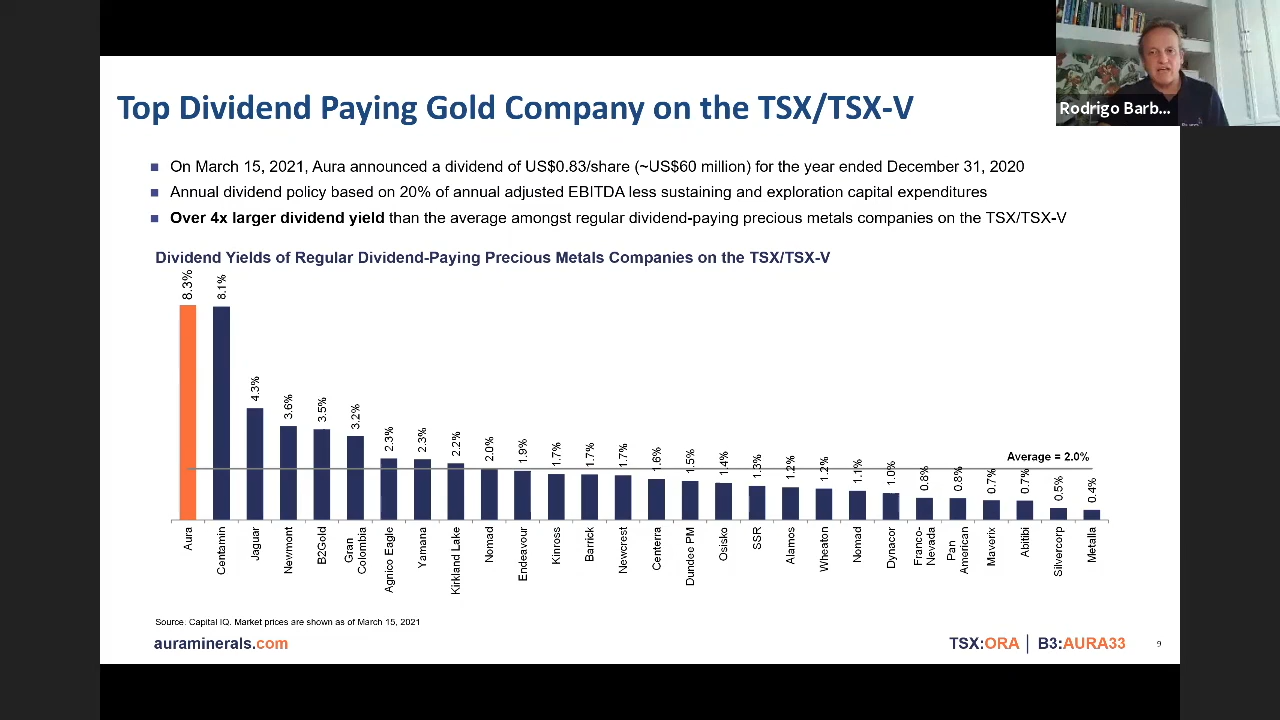 Rodrigo Barb...
Top Dividend Paying Gold Company on the TSX/TSX-V
■ On March 15, 2021, Aura announced a dividend of US$0.83/share (~US$60 million) for the year ended December 31, 2020
■ Annual dividend policy based on 20% of annual adjusted EBITDA less sustaining and exploration capital expenditures
■ Over 4x larger dividend yield than the average amongst regular dividend-paying precious metals companies on the TSX/TSX-V
Dividend Yields of Regular Dividend-Paying Precious Metals Companies on the TSX/TSX-V
8.3%
8.1%
4.3%
3.6%
3.5%
3.2%
2.3%
2.3%
2.2%
2.0%
1.9%
1.7%
1.7%
1.7%
1.6%
1.5%
1.4%
1.3%
1.2%
1.2%
1.1%
1.0%
0.8%
0.8%
0.7%
0.7%
0.5%
0.4%
Average = 2.0%
Aura
Centamin
Jaguar
Newmont
B2Gold
Gran
Colombia
Agnico Eagle
Yamana
Kirkland Lake
Nomad
Endeavour
Kinross
Barrick
Newcrest
Centerra
Dundee PM
Osisko
SSR
Alamos
Wheaton
Nomad
Dynacor
Franco-
Nevada
Pan
American
Maverix
Abitibi
Silvercorp
Metalla
Source: Capital IQ. Market prices are shown as of March 15, 2021
auraminerals.com
TSX:ORA | B3:AURA33
9